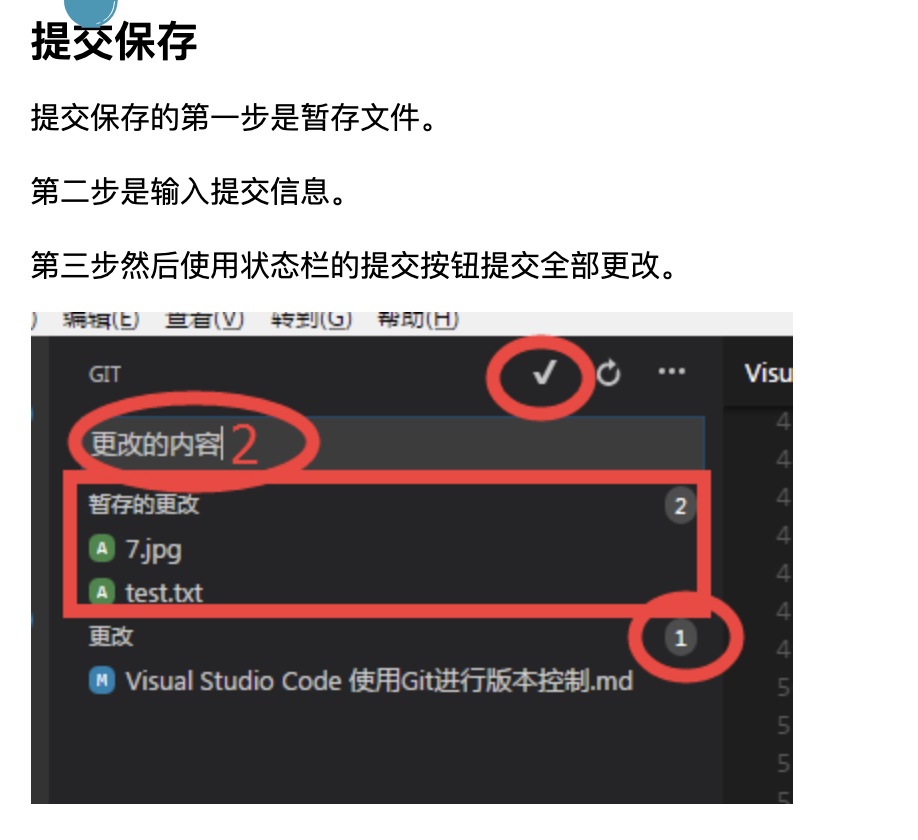 提交保存
提交保存的第一步是暂存文件。
第二步是输入提交信息。
第三步然后使用状态栏的提交按钮提交全部更改。
) 编辑(E) 查看(V) 转到(G) 帮助(H)
GIT
Visu
更改的内容 2
暂存的更改 2
A 7.jpg
A test.txt
更改 1
M Visual Studio Code 使用Git进行版本控制.md
4
4
4
4
4
4
4
5
5
5
5